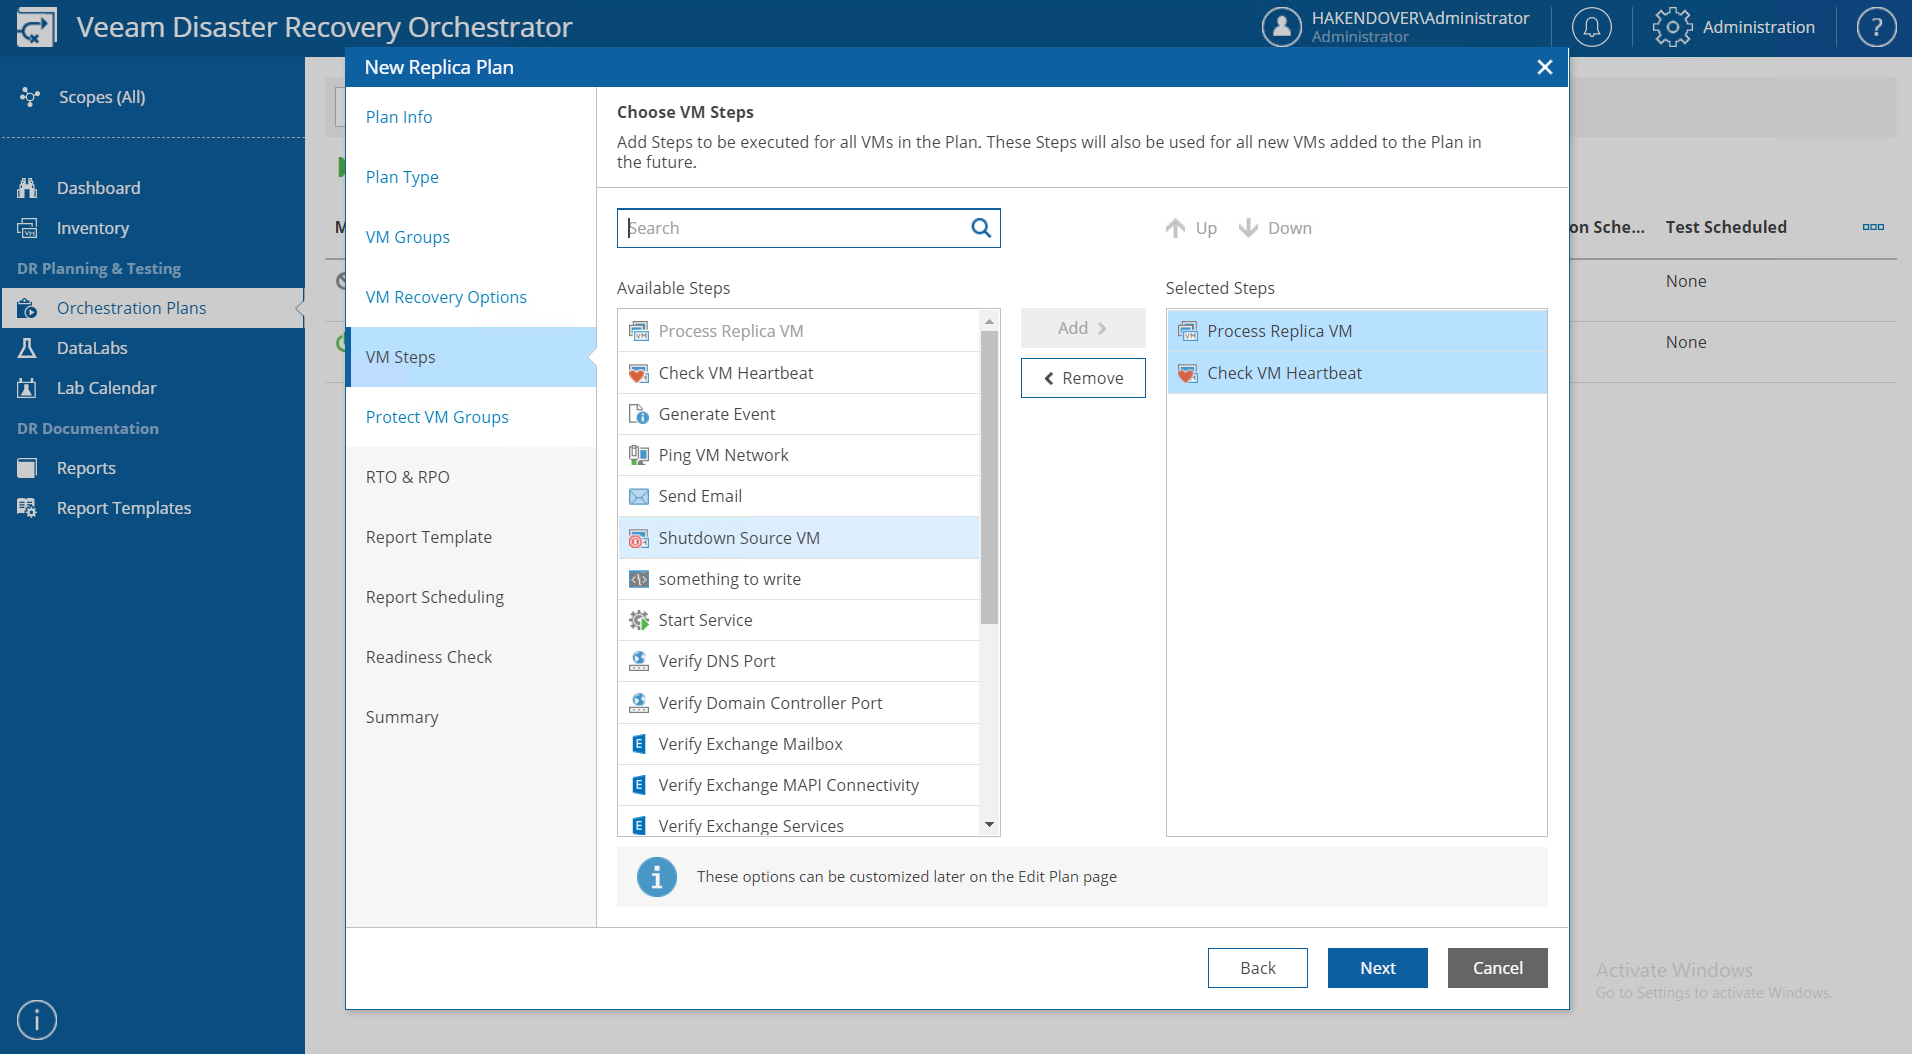 Veeam Disaster Recovery Orchestrator
HAKENDOVER\Administrator
Administrator
Administration
?
Scopes (All)
Dashboard
Inventory
DR Planning & Testing
Orchestration Plans
DataLabs
Lab Calendar
DR Documentation
Reports
Report Templates
New Replica Plan
Plan Info
Plan Type
VM Groups
VM Recovery Options
VM Steps
Protect VM Groups
RTO & RPO
Report Template
Report Scheduling
Readiness Check
Summary
Choose VM Steps
Add Steps to be executed for all VMs in the Plan. These Steps will also be used for all new VMs added to the Plan in
the future.
Search
Up
Down
Available Steps
Process Replica VM
Check VM Heartbeat
Generate Event
Ping VM Network
Send Email
Shutdown Source VM
something to write
Start Service
Verify DNS Port
Verify Domain Controller Port
Verify Exchange Mailbox
Verify Exchange MAPI Connectivity
Verify Exchange Services
Add
Remove
Selected Steps
Process Replica VM
Check VM Heartbeat
These options can be customized later on the Edit Plan page
Back
Next
Cancel
on Sche...
Test Scheduled
None
None
Activate Windows
Go to Settings to activate Windows.